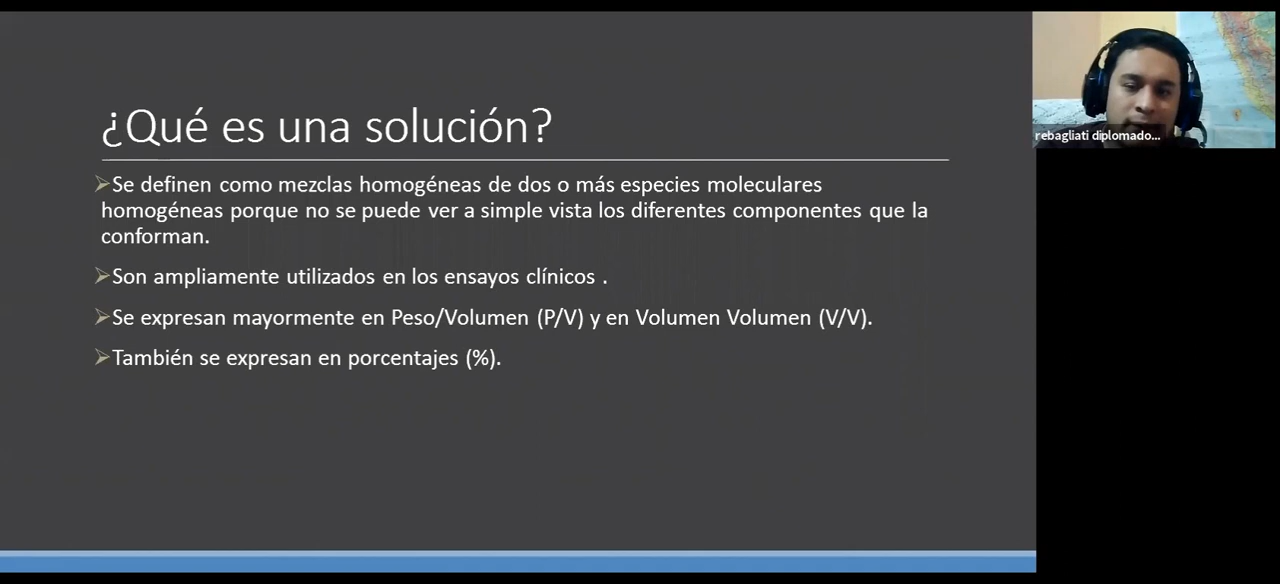 ¿Qué es una solución?
Se definen como mezclas homogéneas de dos o más especies moleculares
homogéneas porque no se puede ver a simple vista los diferentes componentes que la
conforman.
Son ampliamente utilizados en los ensayos clínicos .
Se expresan mayormente en Peso/Volumen (P/V) y en Volumen Volumen (V/V).
También se expresan en porcentajes (%).
rebagliati diplomado...